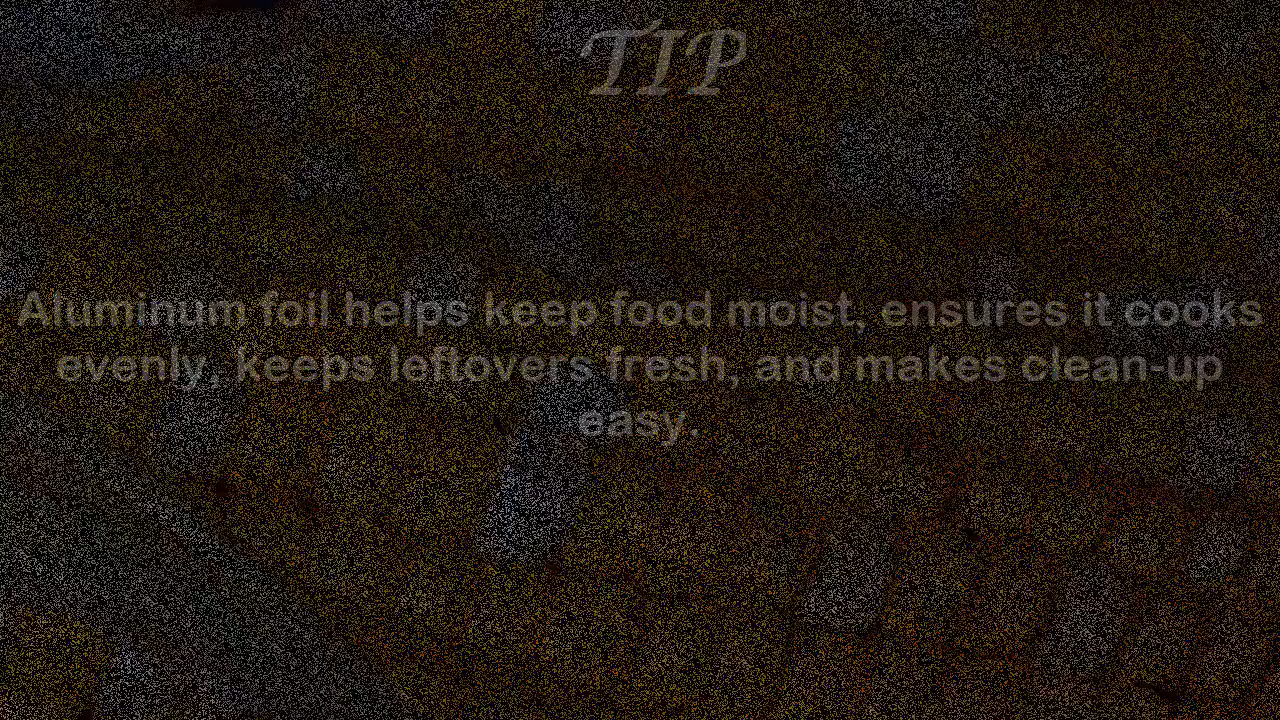 TIP
Aluminum foil helps keep food moist, ensures it cooks
evenly, keeps leftovers fresh, and makes clean-up
easy.